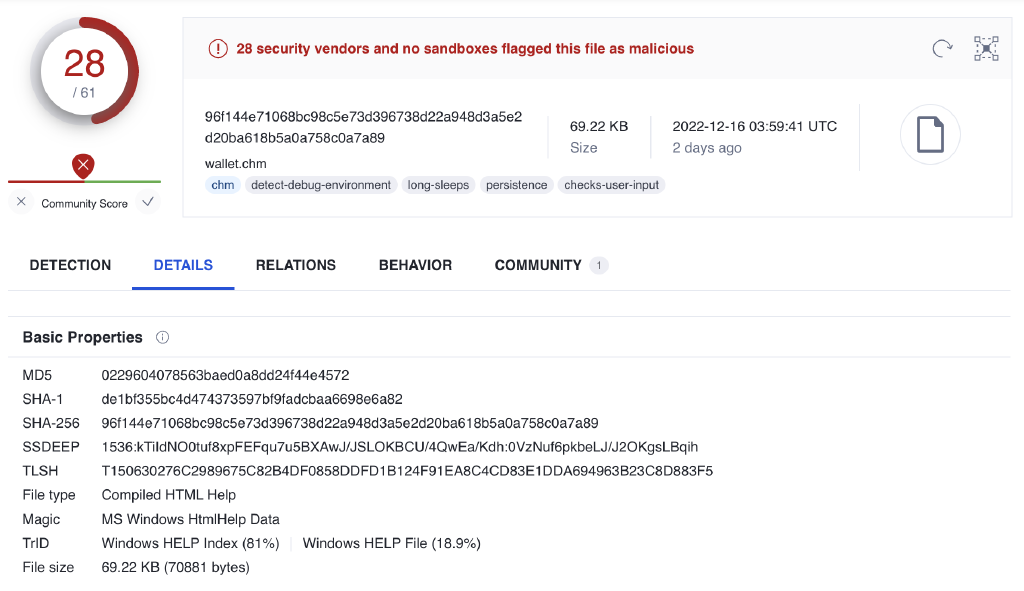 28
/ 61
Community Score
28 security vendors and no sandboxes flagged this file as malicious
96f144e71068bc98c5e73d396738d22a948d3a5e2
d20ba618b5a0a758c0a7a89
wallet.chm
chm detect-debug-environment long-sleeps persistence checks-user-input
69.22 KB
Size
2022-12-16 03:59:41 UTC
2 days ago
DETECTION DETAILS RELATIONS BEHAVIOR COMMUNITY 1
Basic Properties
MD5 0229604078563baed0a8dd24f44e4572
SHA-1 de1bf355bc4d474373597bf9fadcbaa6698e6a82
SHA-256 96f144e71068bc98c5e73d396738d22a948d3a5e2d20ba618b5a0a758c0a7a89
SSDEEP 1536:kTiIdNO0tuf8xpFEFqu7u5BXAwJ/JSLOKBCU/4QwEa/Kdh:0VzNuf6pkbeLJ/J2OKgsLBqih
TLSH T150630276C2989675C82B4DF0858DDFD1B124F91EA8C4CD83E1DDA694963B23C8D883F5
File type Compiled HTML Help
Magic MS Windows HtmlHelp Data
TrID Windows HELP Index (81%) Windows HELP File (18.9%)
File size 69.22 KB (70881 bytes)